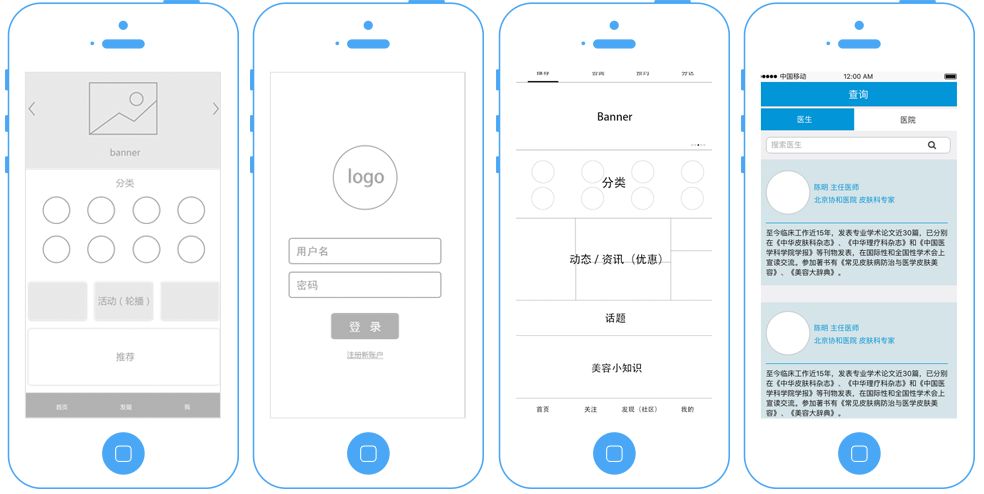 banner
分类
活动（轮播）
推荐
首页
发现
我
logo
用户名
密码
登 录
注册新账户
Banner
分类
动态 / 资讯（优惠）
话题
美容小知识
首页
关注
发现（社区）
我的
中国移动
12:00 AM
查询
医生
医院
搜索医生
陈明 主任医师
北京协和医院 皮肤科专家
至今临床工作近15年，发表专业学术论文近30篇，已分别
在《中华皮肤科杂志》、《中华理疗科杂志》和《中国医
学科学院学报》等刊物发表，在国际性和全国性学术会上
宣读交流。参加著书有《常见皮肤病防治与医学皮肤美
容》、《美容大辞典》。
陈明 主任医师
北京协和医院 皮肤科专家
至今临床工作近15年，发表专业学术论文近30篇，已分别
在《中华皮肤科杂志》、《中华理疗科杂志》和《中国医
学科学院学报》等刊物发表，在国际性和全国性学术会上
宣读交流。参加著书有《常见皮肤病防治与医学皮肤美
容》、《美容大辞典》。